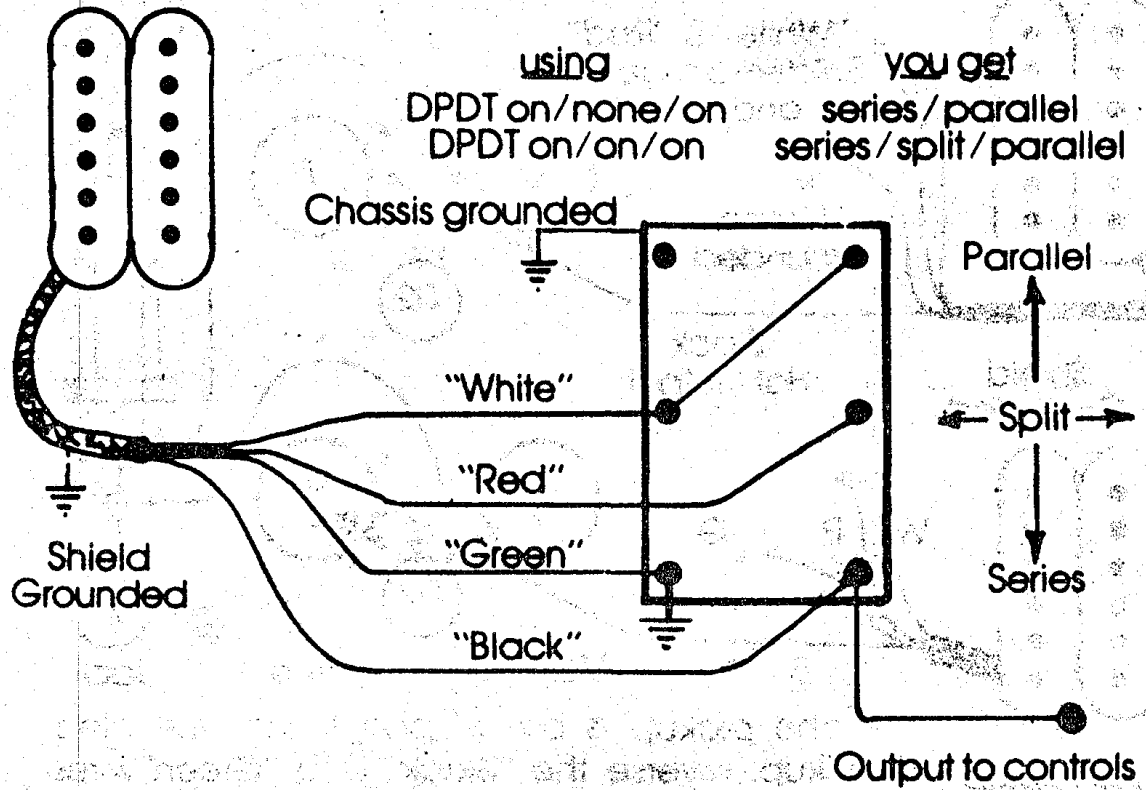 using you get
DPDT on/none/on series/parallel
DPDT on/on/on series/split/parallel
Chassis grounded
Parallel
"White"
Split
"Red"
"Green"
Shield
Grounded
Series
"Black"
Output to controls